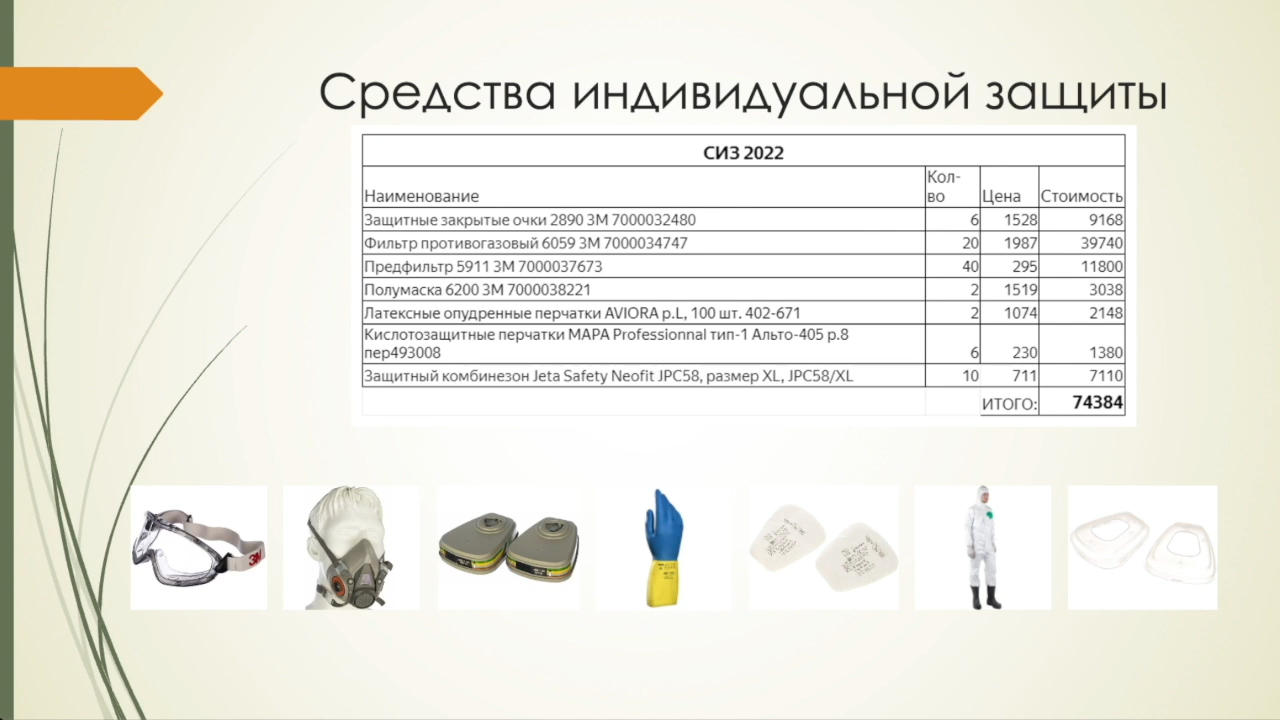 Средства индивидуальной защиты
СИЗ 2022
Наименование Кол-во Цена Стоимость
Защитные закрытые очки 2890 3М 7000032480 6 1528 9168
Фильтр противогазовый 6059 3М 7000034747 20 1987 39740
Предфильтр 5911 3М 7000037673 40 295 11800
Полумаска 6200 3М 7000038221 2 1519 3038
Латексные опудренные перчатки AVIORA р.L, 100 шт. 402-671 2 1074 2148
Кислотозащитные перчатки MAPA Professionnal тип-1 Альто-405 р.8
пер493008 6 230 1380
Защитный комбинезон Jeta Safety Neofit JPC58, размер XL, JPC58/XL 10 711 7110
ИТОГО: 74384
3M